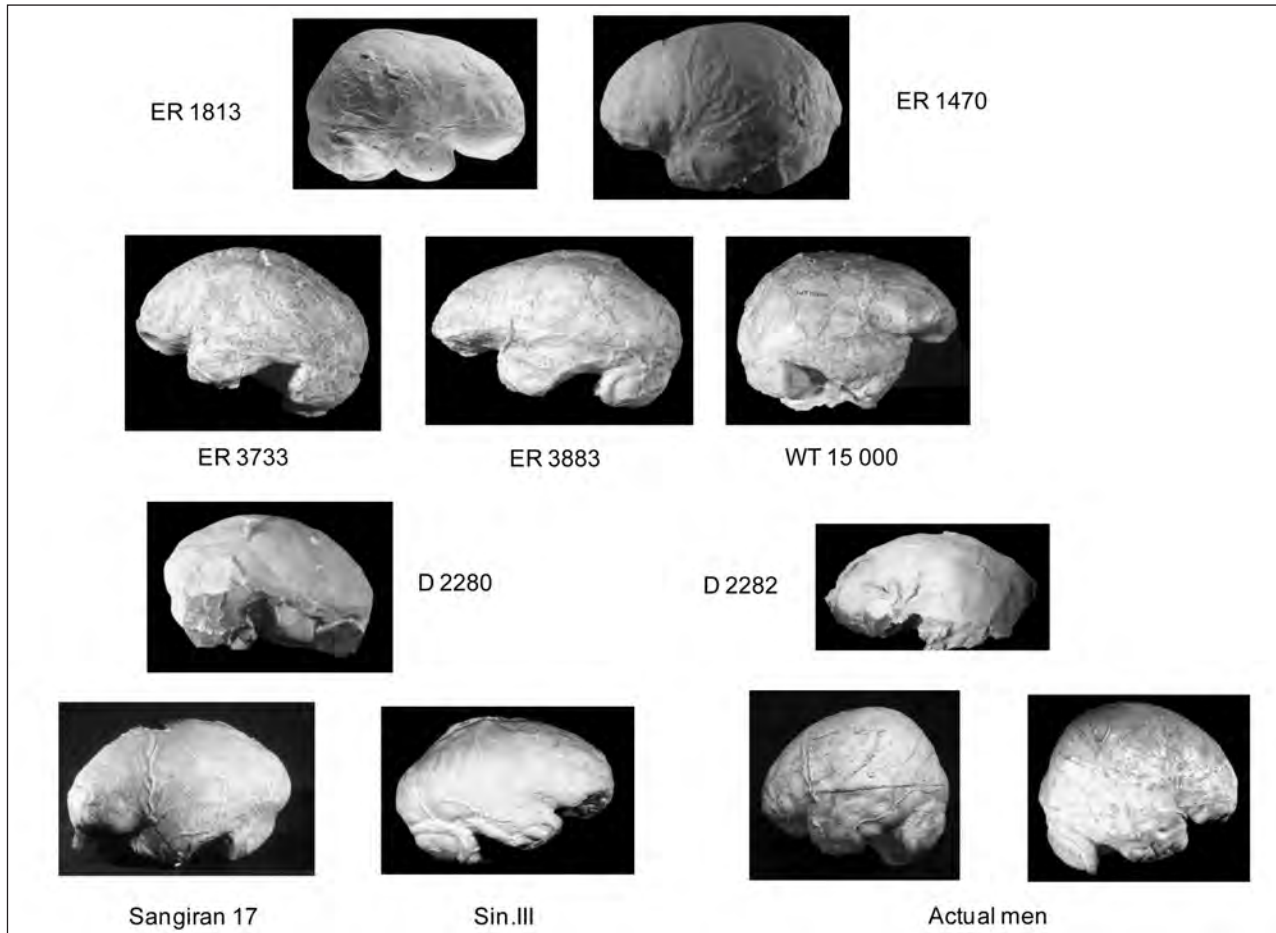 ER 1813
ER 1470
ER 3733
ER 3883
WT 15 000
D 2280
D 2282
Sangiran 17
Sin.III
Actual men